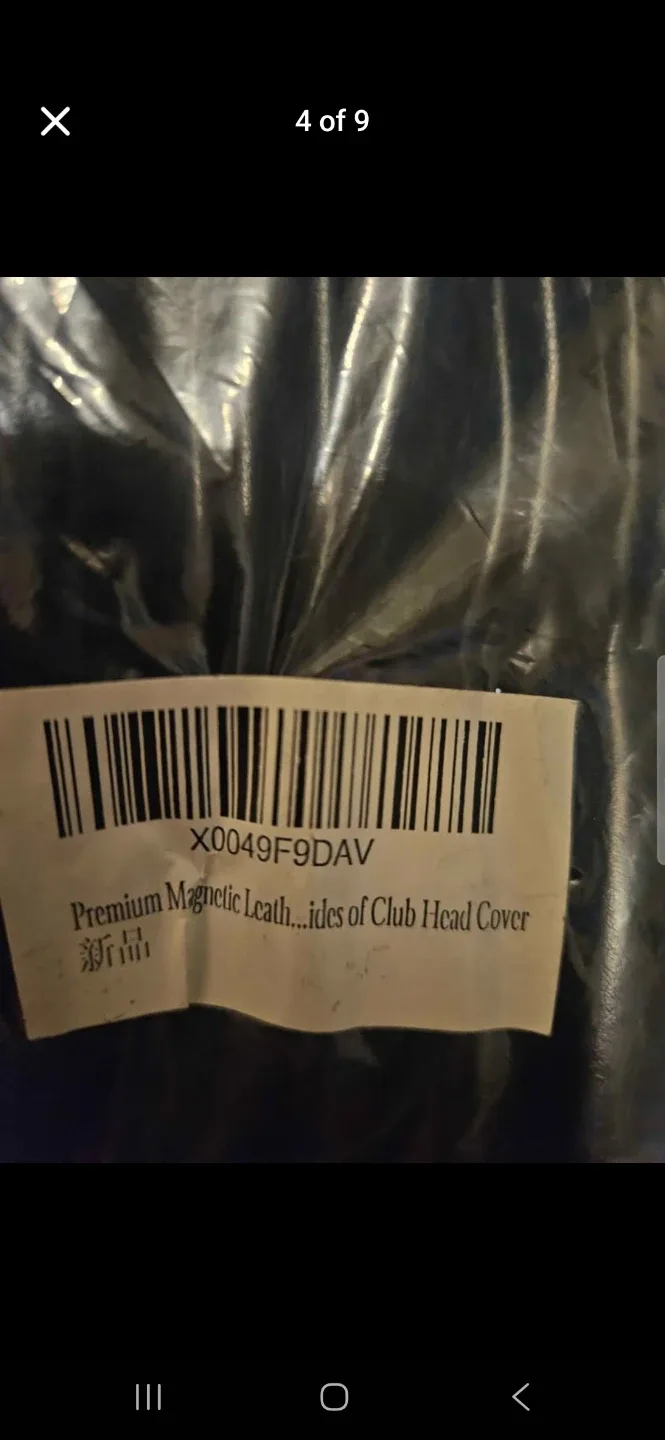 4 of 9
X0049F9DAV
Premium Magnetic Leath...ides of Club Head Cover
新品